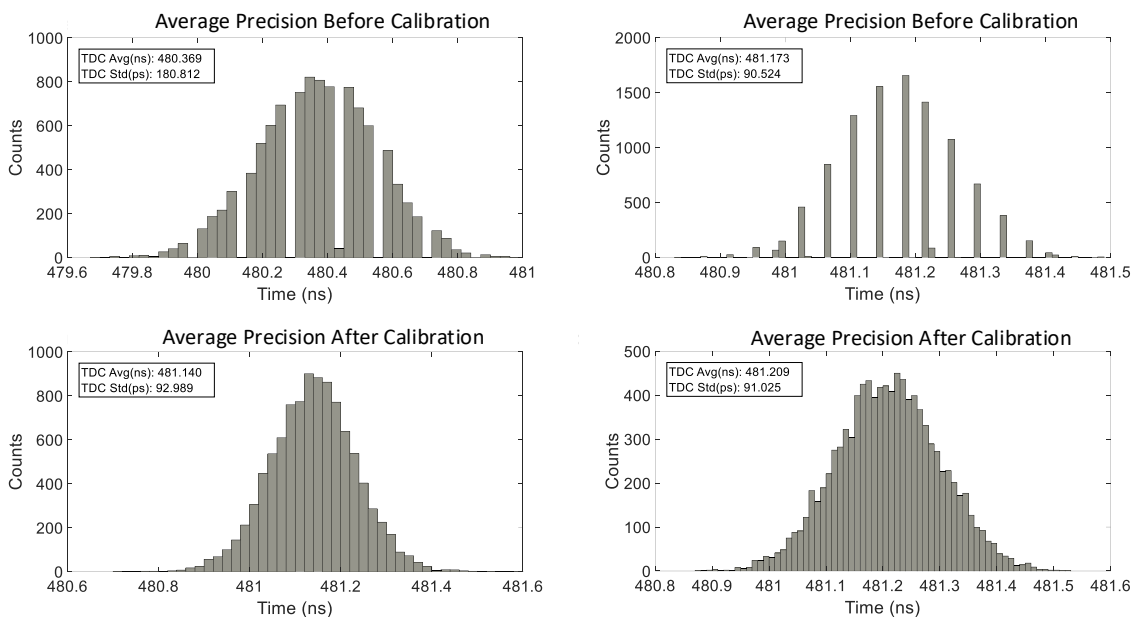 Average Precision Before Calibration
1000
800
600
400
200
0
Counts
TDC Avg(ns): 480.369
TDC Std(ps): 180.812
479.6 479.8 480 480.2 480.4 480.6 480.8 481
Time (ns)
Average Precision Before Calibration
2000
1500
1000
500
0
Counts
TDC Avg(ns): 481.173
TDC Std(ps): 90.524
480.8 480.9 481 481.1 481.2 481.3 481.4 481.5
Time (ns)
Average Precision After Calibration
1000
800
600
400
200
0
Counts
TDC Avg(ns): 481.140
TDC Std(ps): 92.989
480.6 480.8 481 481.2 481.4 481.6
Time (ns)
Average Precision After Calibration
500
400
300
200
100
0
Counts
TDC Avg(ns): 481.209
TDC Std(ps): 91.025
480.8 480.9 481 481.1 481.2 481.3 481.4 481.5 481.6
Time (ns)